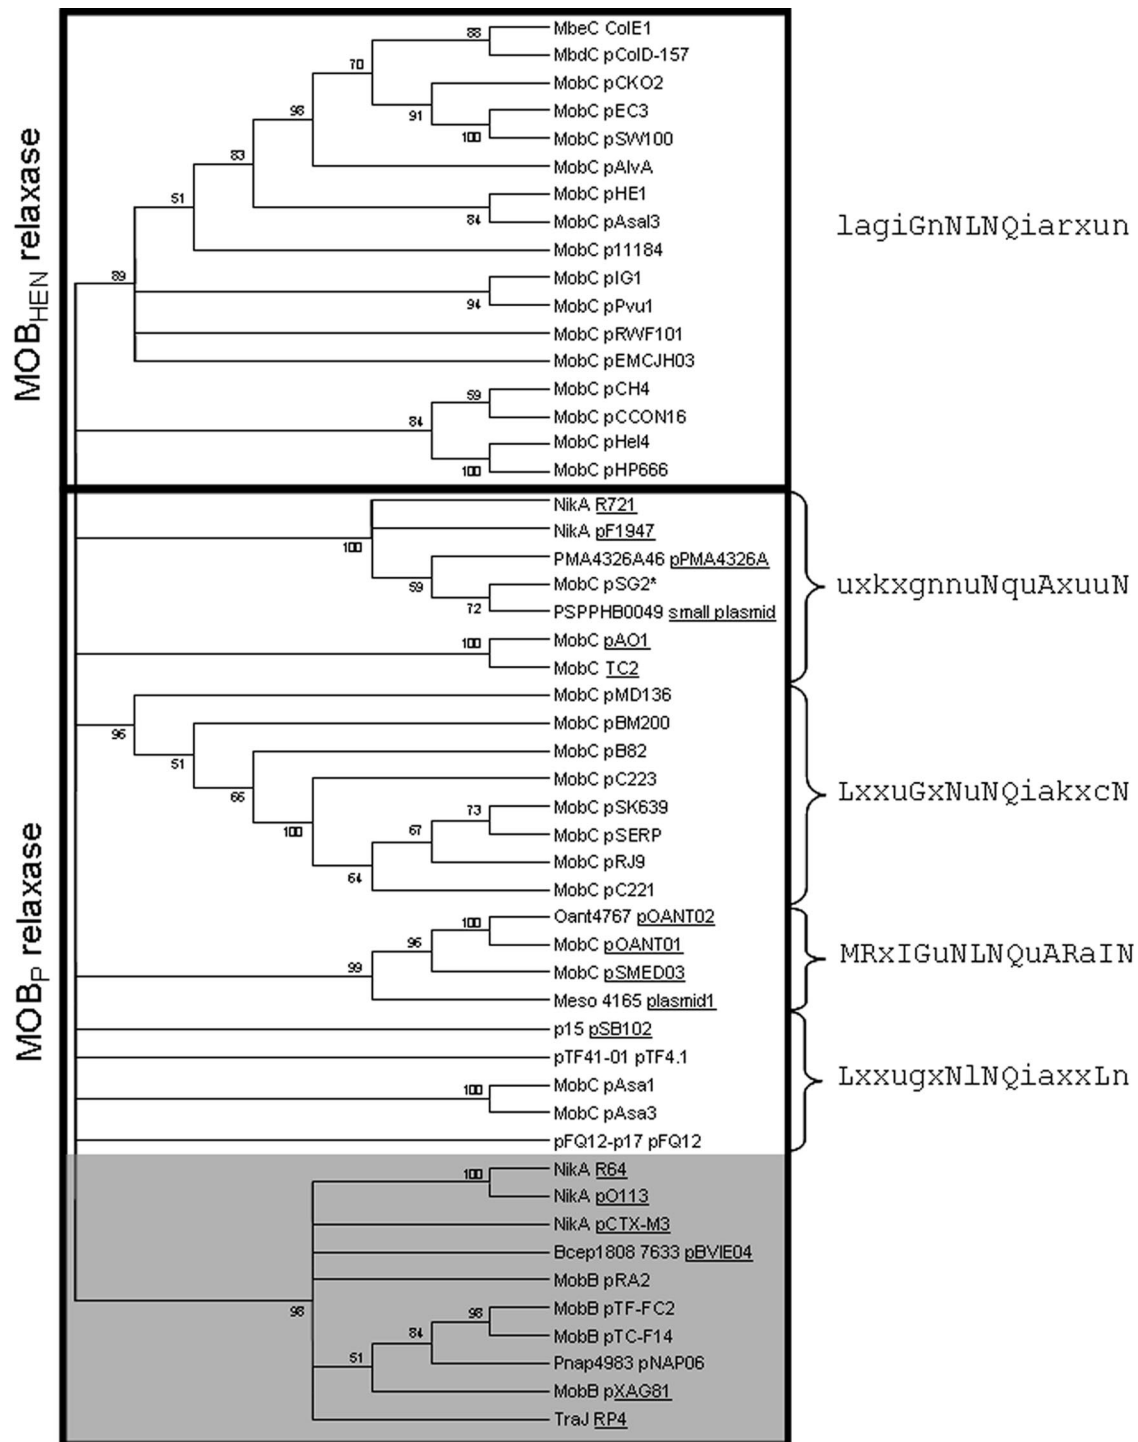 MOB_HEN relaxase
88
MbeC ColE1
MbdC pColD-157
70
MobC pCKO2
98
91
MobC pEC3
100
MobC pSW100
83
MobC pAlvA
51
MobC pHE1
84
MobC pAsal3
lagiGnNLNQiarxun
MobC p11184
89
MobC pIG1
94
MobC pPvu1
MobC pRWF101
MobC pEMCJH03
59
MobC pCH4
84
MobC pCCON16
MobC pHel4
100
MobC pHP666
MOB_P relaxase
NikA R721
100
NikA pF1947
PMA4326A46 pPMA4326A
59
MobC pSG2*
72
PSPPHB0049 small plasmid
uxkxgnnuNquAxuuN
100
MobC pAO1
MobC TC2
MobC pMD136
96
MobC pBM200
51
MobC pB82
66
MobC pC223
100
73
MobC pSK639
LxxuGxNuNQiakxcN
67
MobC pSERP
MobC pRJ9
64
MobC pC221
100
Oant4767 pOANT02
96
MobC pOANT01
99
MobC pSMED03
MRxIGuNLNQuARaIN
Meso 4165 plasmid1
p15 pSB102
pTF41-01 pTF4.1
LxxugxNlNQiaxxLn
100
MobC pAsa1
MobC pAsa3
pFQ12-p17 pFQ12
100
NikA R64
NikA pO113
NikA pCTX-M3
Bcep1808 7633 pBVIE04
MobB pRA2
98
98
MobB pTF-FC2
84
MobB pTC-F14
51
Pnap4983 pNAP06
MobB pXAG81
TraJ RP4